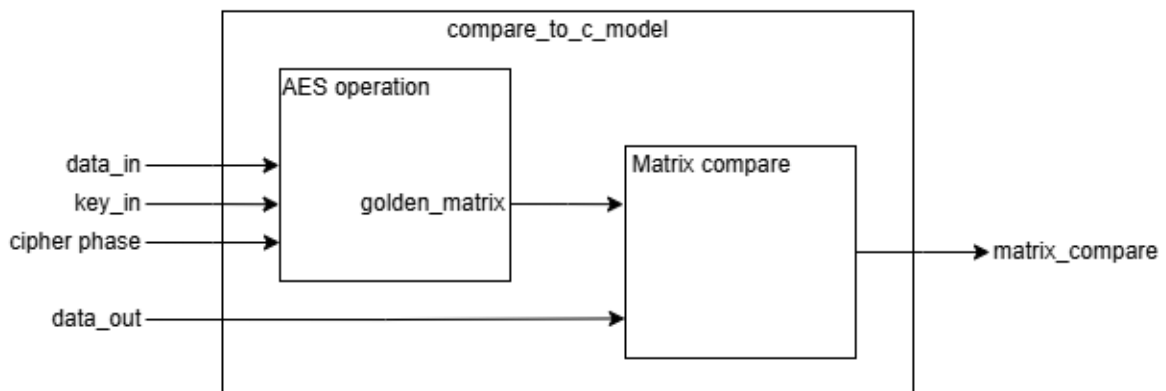 compare_to_c_model
AES operation
data_in
Matrix compare
key_in
golden_matrix
cipher phase
matrix_compare
data_out